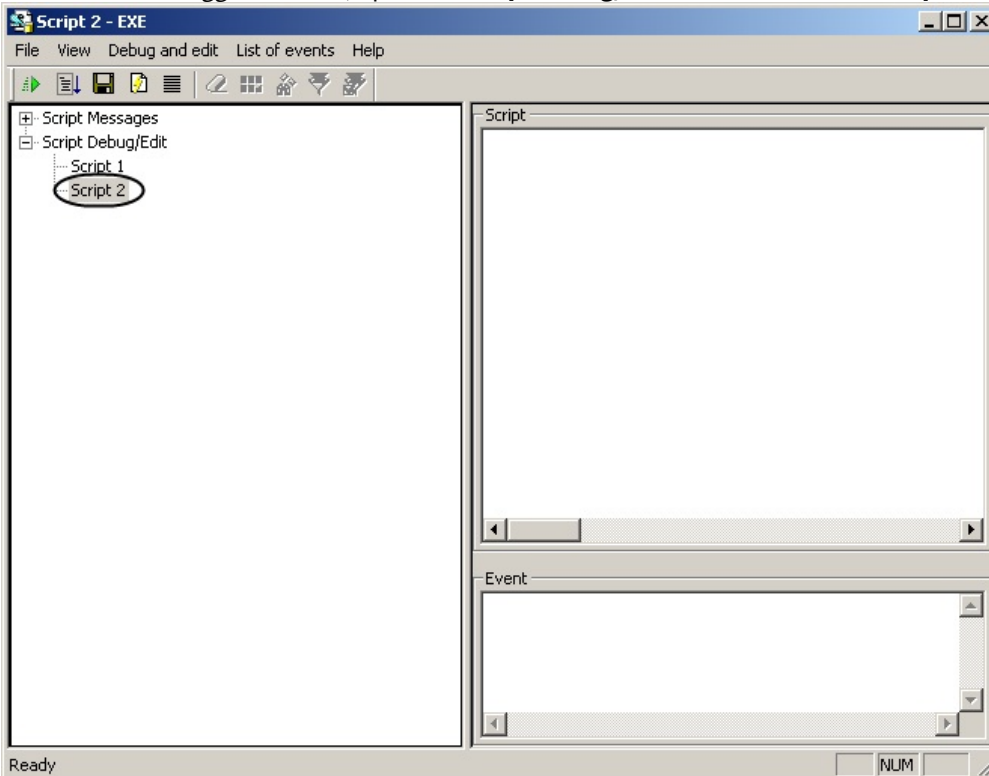 Script 2 - EXE
File View Debug and edit List of events Help
Script Messages
Script Debug/Edit
Script 1
Script 2
Script
Event
Ready
NUM